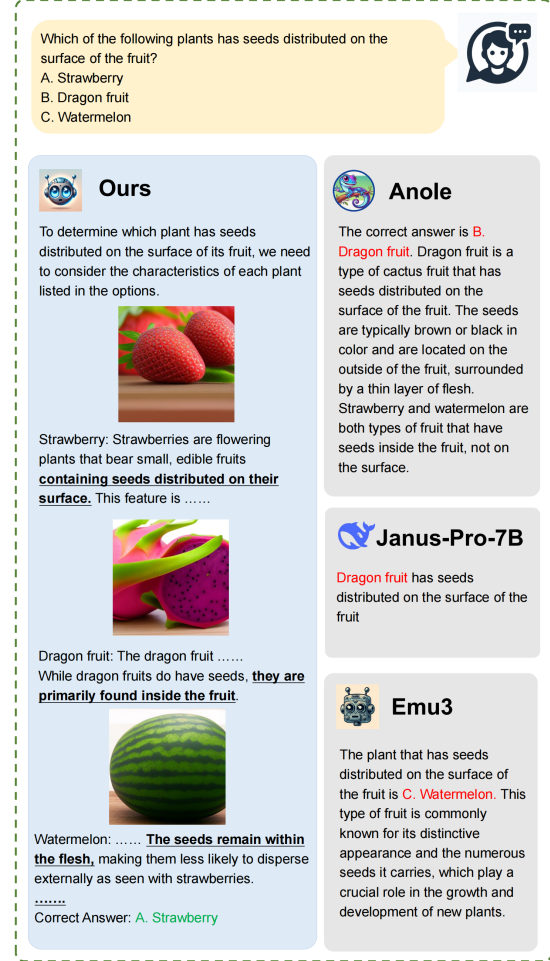 Which of the following plants has seeds distributed on the
surface of the fruit?
A. Strawberry
B. Dragon fruit
C. Watermelon
Ours
To determine which plant has seeds
distributed on the surface of its fruit, we need
to consider the characteristics of each plant
listed in the options.
Strawberry: Strawberries are flowering
plants that bear small, edible fruits
containing seeds distributed on their
surface. This feature is ……
Dragon fruit: The dragon fruit ……
While dragon fruits do have seeds, they are
primarily found inside the fruit.
Watermelon: …… The seeds remain within
the flesh, making them less likely to disperse
externally as seen with strawberries.
…….
Correct Answer: A. Strawberry
Anole
The correct answer is B.
Dragon fruit. Dragon fruit is a
type of cactus fruit that has
seeds distributed on the
surface of the fruit. The seeds
are typically brown or black in
color and are located on the
outside of the fruit, surrounded
by a thin layer of flesh.
Strawberry and watermelon are
both types of fruit that have
seeds inside the fruit, not on
the surface.
Janus-Pro-7B
Dragon fruit has seeds
distributed on the surface of the
fruit
Emu3
The plant that has seeds
distributed on the surface of
the fruit is C. Watermelon. This
type of fruit is commonly
known for its distinctive
appearance and the numerous
seeds it carries, which play a
crucial role in the growth and
development of new plants.